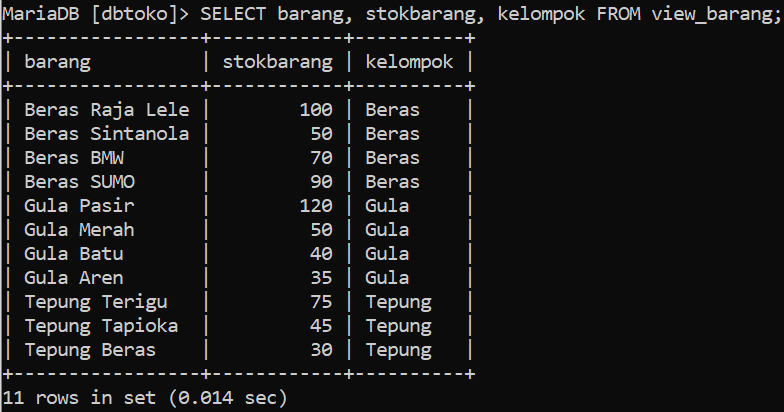 MariaDB [dbtoko]> SELECT barang, stokbarang, kelompok FROM view_barang;
+-----------------+------------+----------+
| barang          | stokbarang | kelompok |
+-----------------+------------+----------+
| Beras Raja Lele |        100 | Beras    |
| Beras Sintanola |         50 | Beras    |
| Beras BMW       |         70 | Beras    |
| Beras SUMO      |         90 | Beras    |
| Gula Pasir      |        120 | Gula     |
| Gula Merah      |         50 | Gula     |
| Gula Batu       |         40 | Gula     |
| Gula Aren       |         35 | Gula     |
| Tepung Terigu   |         75 | Tepung   |
| Tepung Tapioka  |         45 | Tepung   |
| Tepung Beras    |         30 | Tepung   |
+-----------------+------------+----------+
11 rows in set (0.014 sec)